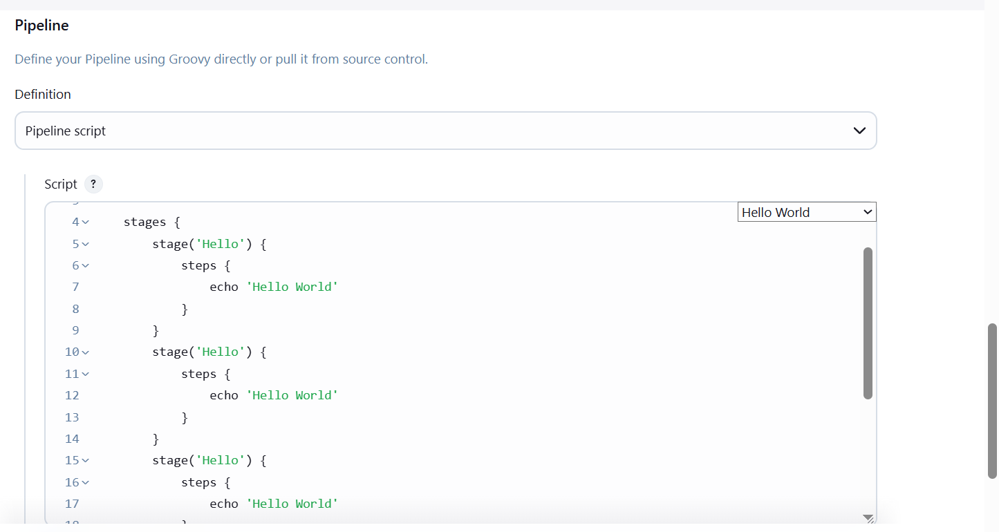 Pipeline
Define your Pipeline using Groovy directly or pull it from source control.
Definition
Pipeline script
Script ?
Hello World
4 stages {
5 stage('Hello') {
6 steps {
7 echo 'Hello World'
8 }
9 }
10 stage('Hello') {
11 steps {
12 echo 'Hello World'
13 }
14 }
15 stage('Hello') {
16 steps {
17 echo 'Hello World'